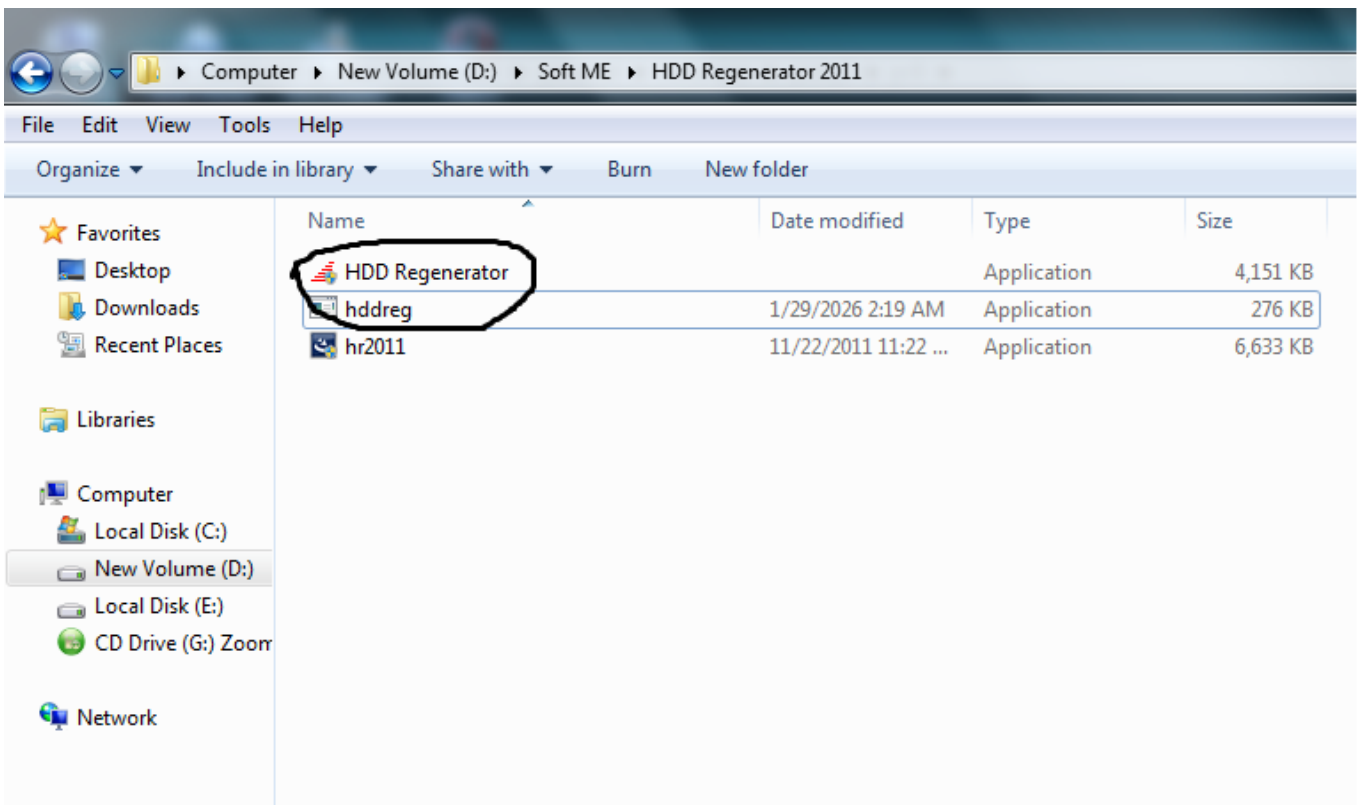 Computer ▸ New Volume (D:) ▸ Soft ME ▸ HDD Regenerator 2011
File Edit View Tools Help
Organize Include in library Share with Burn New folder
Name Date modified Type Size
Favorites
Desktop
Downloads
Recent Places
Libraries
Computer
Local Disk (C:)
New Volume (D:)
Local Disk (E:)
CD Drive (G:) Zoom
Network
HDD Regenerator Application 4,151 KB
hddreg 1/29/2026 2:19 AM Application 276 KB
hr2011 11/22/2011 11:22 ... Application 6,633 KB